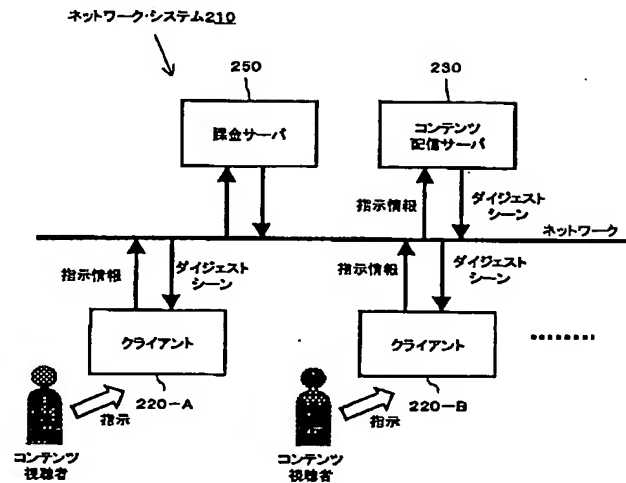 ネットワーク・システム210
250
230
課金サーバ
コンテンツ
配信サーバ
指示情報
ダイジェスト
シーン
ネットワーク
指示情報
ダイジェスト
シーン
指示情報
ダイジェスト
シーン
クライアント
クライアント
220-A
220-B
指示
指示
コンテンツ
視聴者
コンテンツ
視聴者